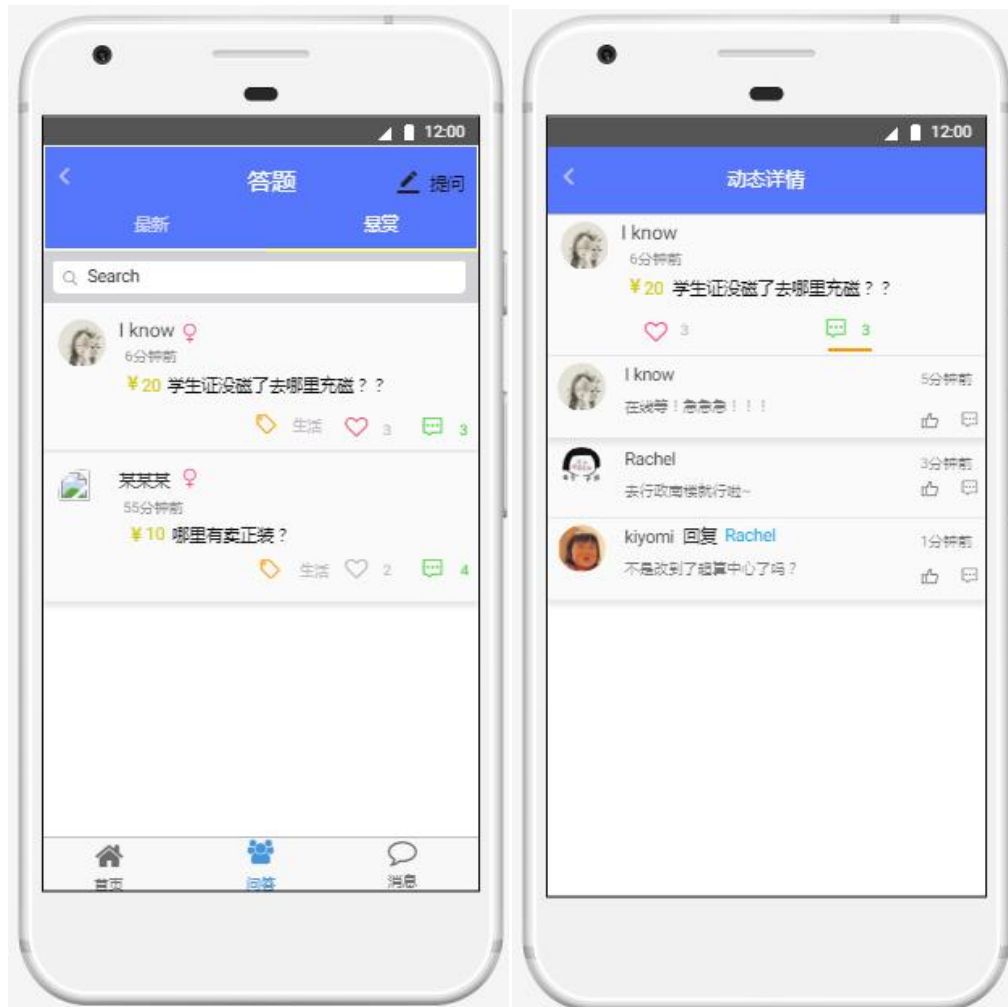 12:00
答题
提问
最新
悬赏
Search
I know
6分钟前
¥20 学生证没磁了去哪里充磁??
生活 3 3
某某某
55分钟前
¥10 哪里有卖正装?
生活 2 4
首页
问答
消息
12:00
动态详情
I know
6分钟前
¥20 学生证没磁了去哪里充磁??
3 3
I know 5分钟前
在线等!急急急!!!
Rachel 3分钟前
去行政南楼就行啦~
kiyomi 回复 Rachel 1分钟前
不是改到了超算中心了吗?